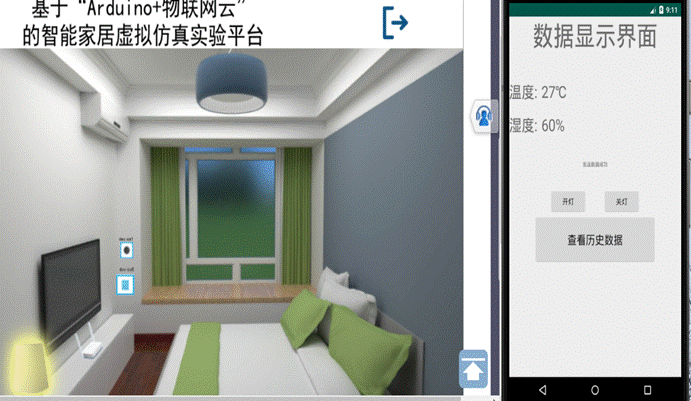 基于“Arduino+物联网云”
的智能家居虚拟仿真实验平台
9:11
数据显示界面
温度: 27℃
湿度: 60%
发送数据成功
开灯
关灯
查看历史数据